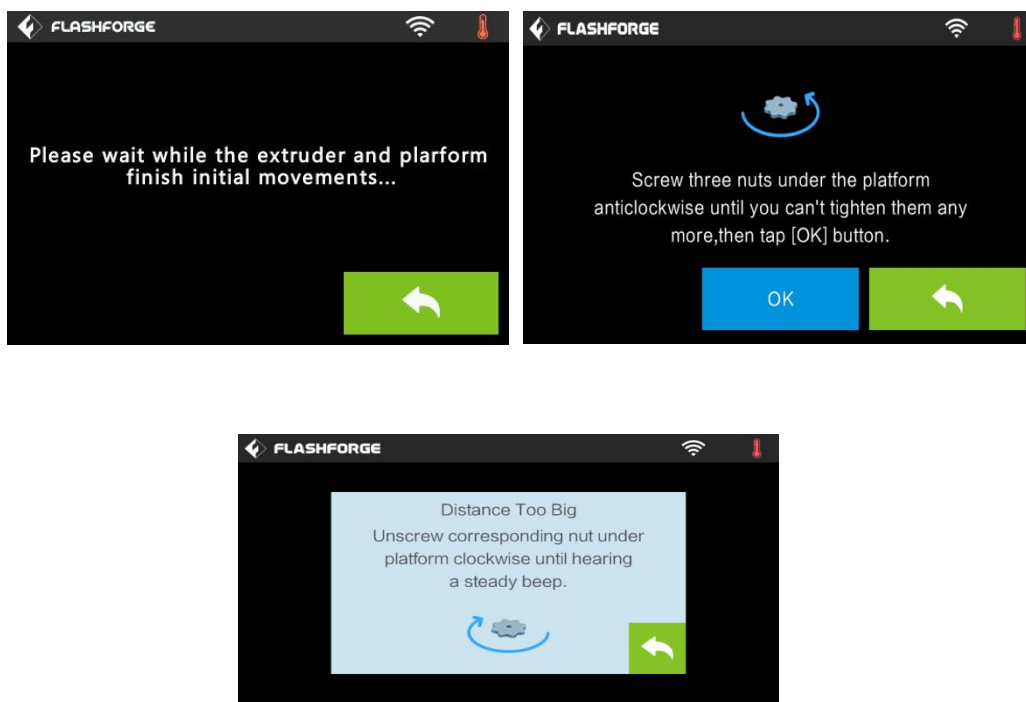 FLASHFORGE
Please wait while the extruder and plarform
finish initial movements...
FLASHFORGE
Screw three nuts under the platform
anticlockwise until you can't tighten them any
more,then tap [OK] button.
OK
FLASHFORGE
Distance Too Big
Unscrew corresponding nut under
platform clockwise until hearing
a steady beep.